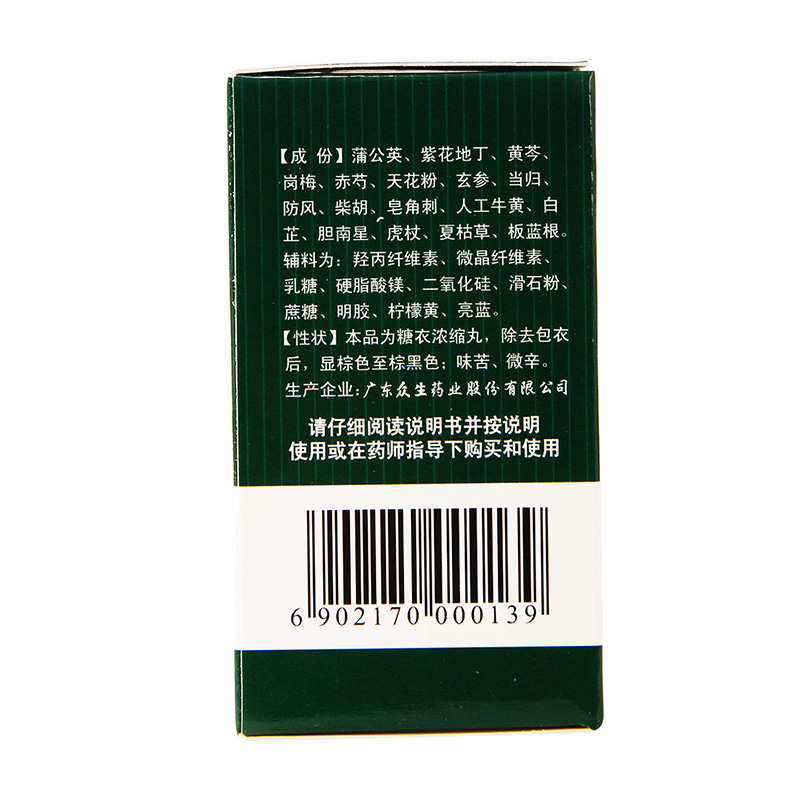 【成 份】蒲公英、紫花地丁、黄芩、
岗梅、赤芍、天花粉、玄参、当归、
防风、柴胡、皂角刺、人工牛黄、白
芷、胆南星、虎杖、夏枯草、板蓝根。
辅料为：羟丙纤维素、微晶纤维素、
乳糖、硬脂酸镁、二氧化硅、滑石粉、
蔗糖、明胶、柠檬黄、亮蓝。
【性状】本品为糖衣浓缩丸，除去包衣
后，显棕色至棕黑色；味苦、微辛。
生产企业：广东众生药业股份有限公司
请仔细阅读说明书并按说明
使用或在药师指导下购买和使用
6 902170 000139